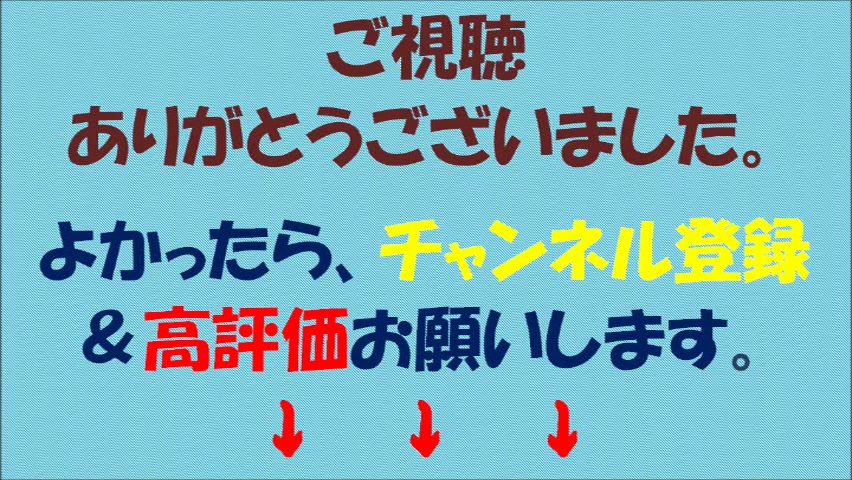 ご視聴
ありがとうございました。
よかったら、チャンネル登録
＆高評価お願いします。
↓ ↓ ↓